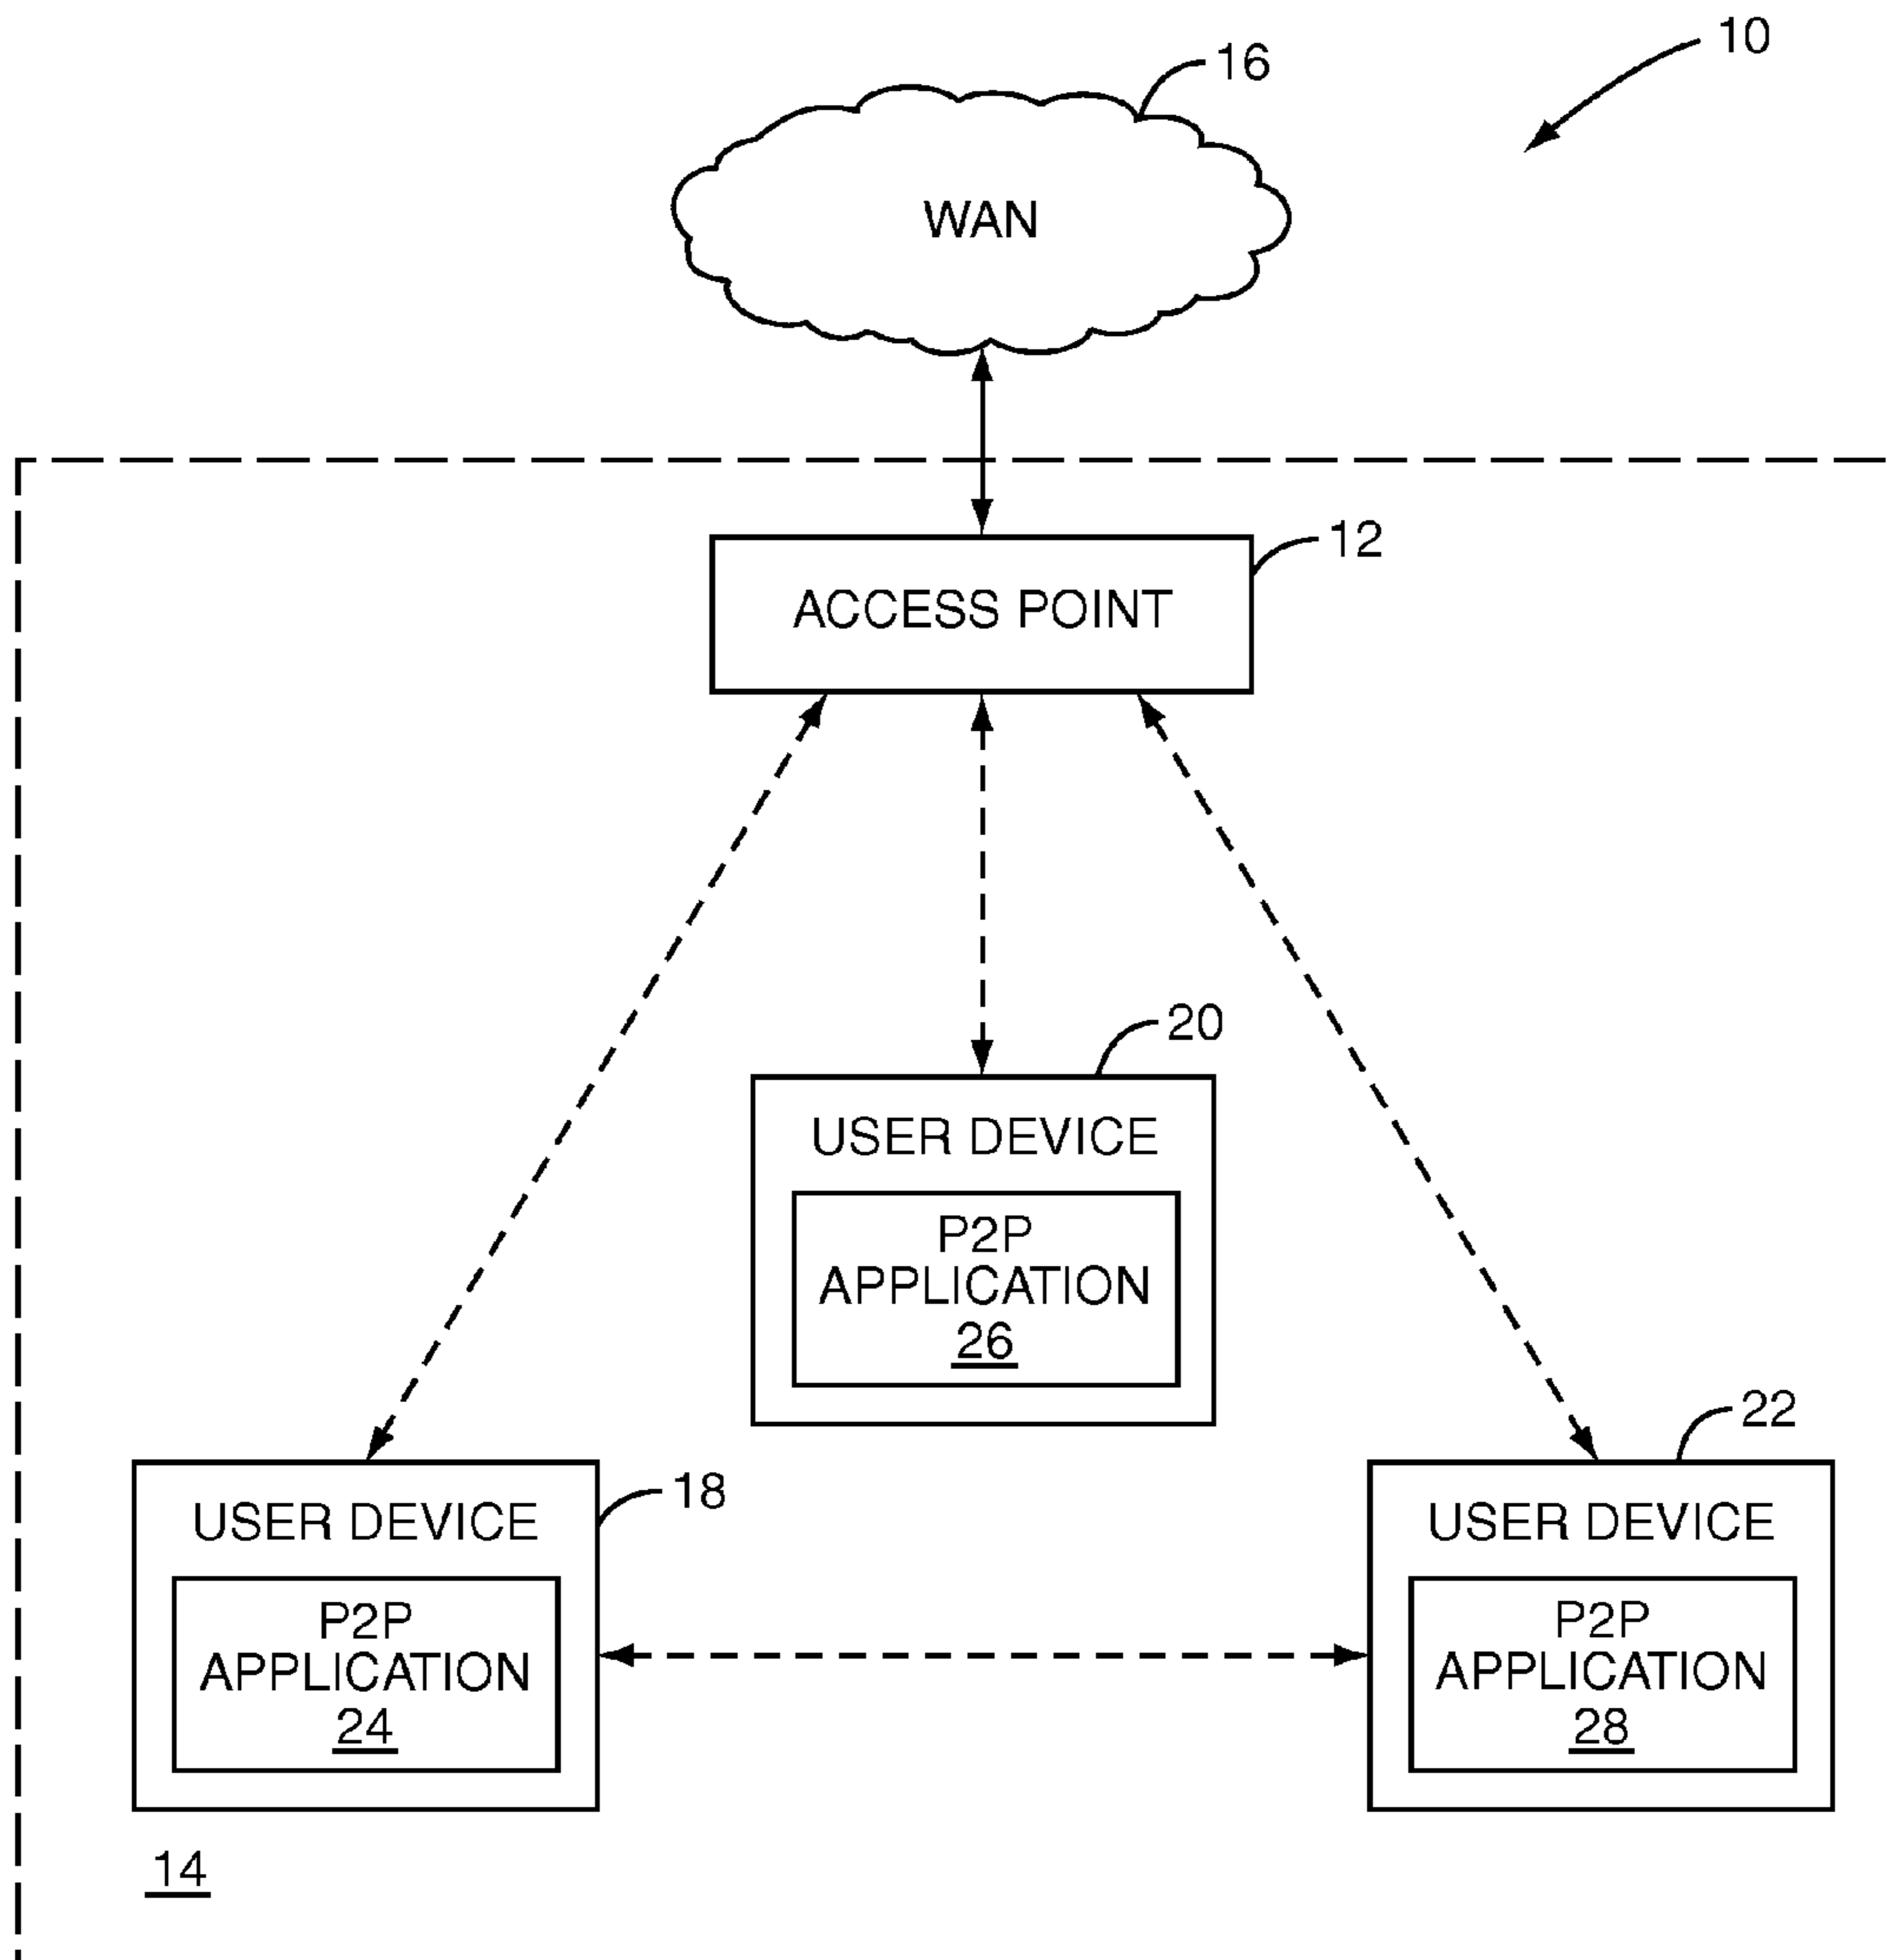 10
16
WAN
12
ACCESS POINT
20
USER DEVICE
P2P
APPLICATION
26
22
18
USER DEVICE
P2P
APPLICATION
24
USER DEVICE
P2P
APPLICATION
28
14